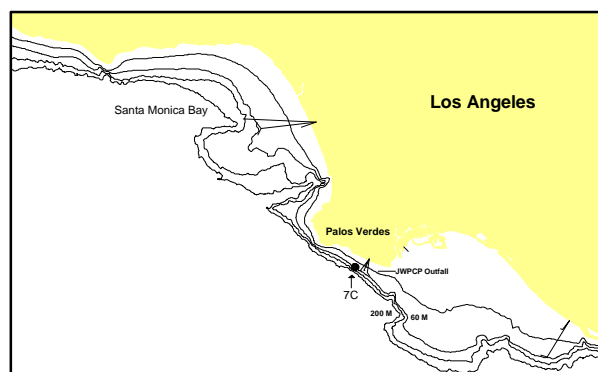 Los Angeles
Santa Monica Bay
Palos Verdes
JWPCP Outfall
7C
200 M
60 M